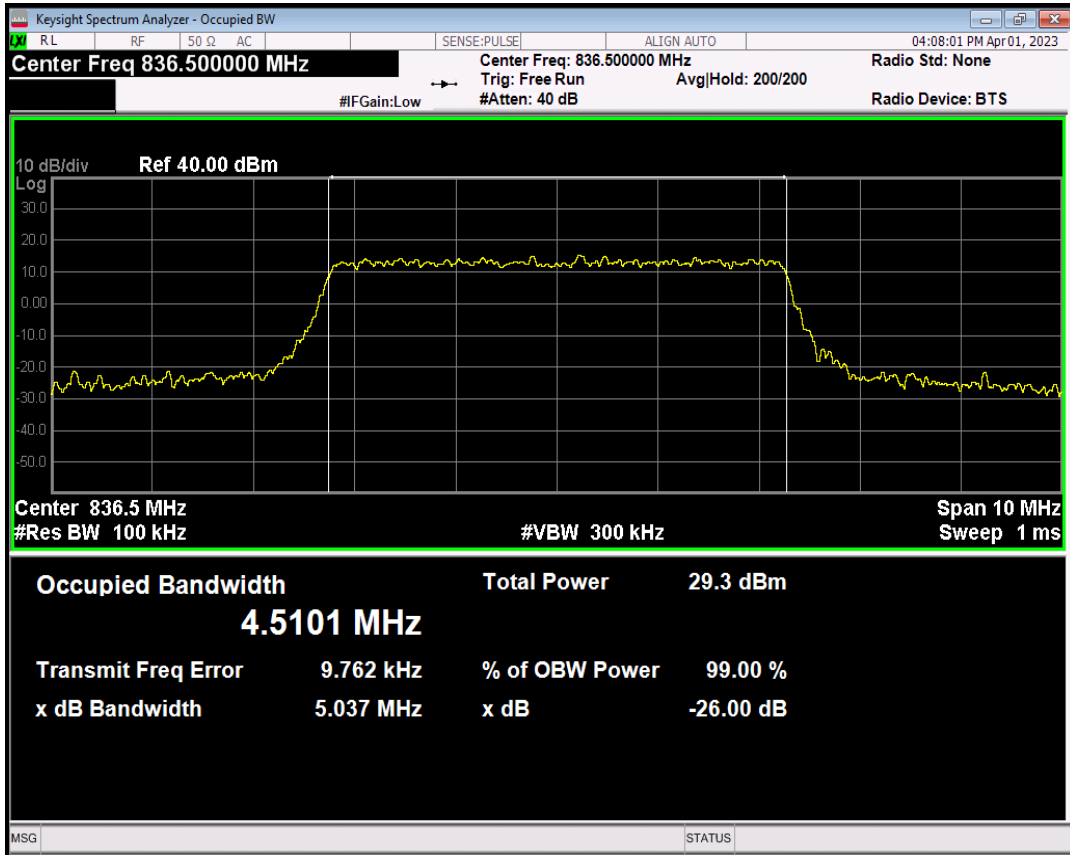 Keysight Spectrum Analyzer - Occupied BW
LXI RL RF 50 Ω AC SENSE:PULSE ALIGN AUTO 04:08:01 PM Apr 01, 2023
Center Freq 836.500000 MHz Center Freq: 836.500000 MHz Radio Std: None
Trig: Free Run Avg|Hold: 200/200
#IFGain:Low #Atten: 40 dB Radio Device: BTS
10 dB/div Ref 40.00 dBm
Log
30.0
20.0
10.0
0.00
-10.0
-20.0
-30.0
-40.0
-50.0
Center 836.5 MHz Span 10 MHz
#Res BW 100 kHz #VBW 300 kHz Sweep 1 ms
Occupied Bandwidth Total Power 29.3 dBm
4.5101 MHz
Transmit Freq Error 9.762 kHz % of OBW Power 99.00 %
x dB Bandwidth 5.037 MHz x dB -26.00 dB
MSG STATUS